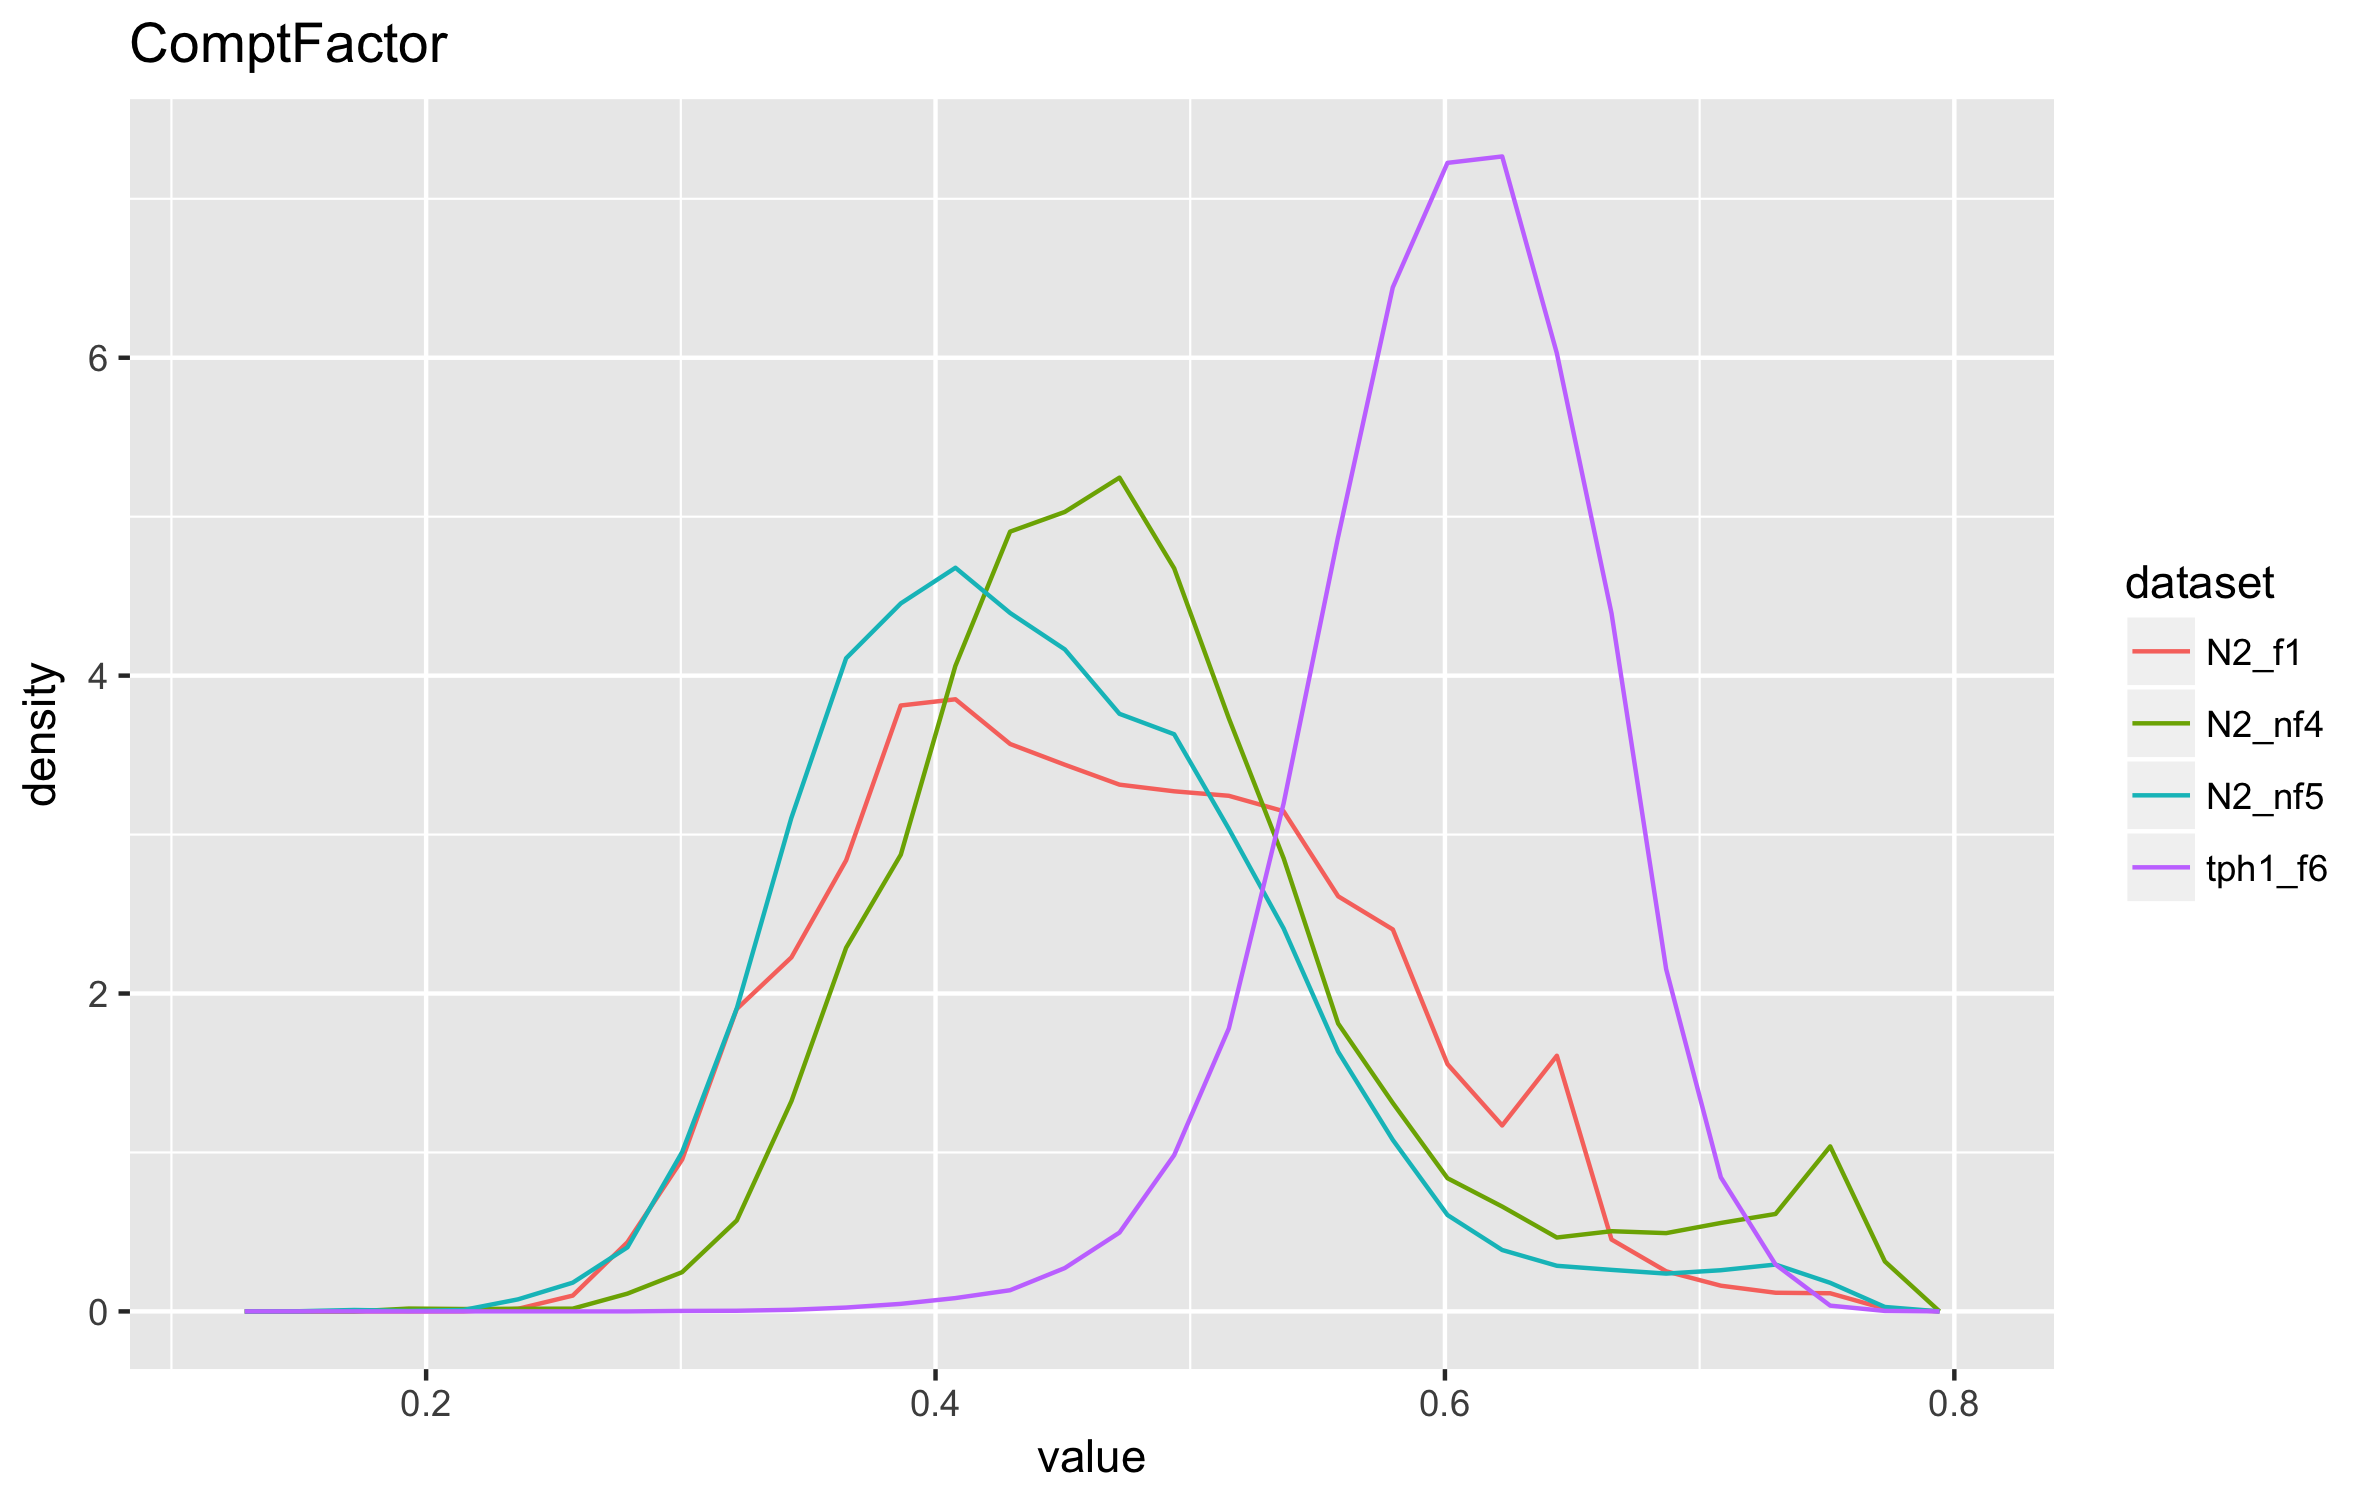 ComptFactor
density
6
4
2
0
0.2
0.4
0.6
0.8
value
dataset
N2_f1
N2_nf4
N2_nf5
tph1_f6